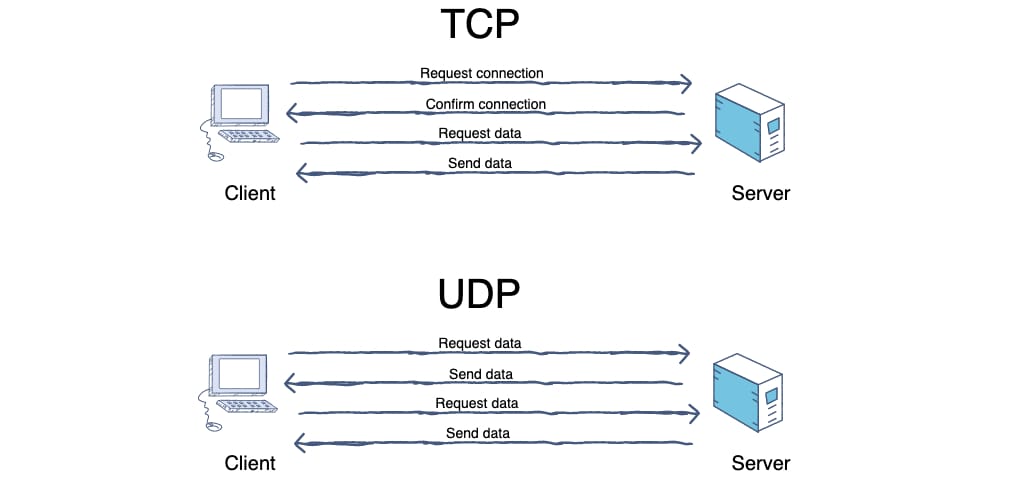 TCP
Request connection
Confirm connection
Request data
Send data
Client
Server
UDP
Request data
Send data
Request data
Send data
Client
Server